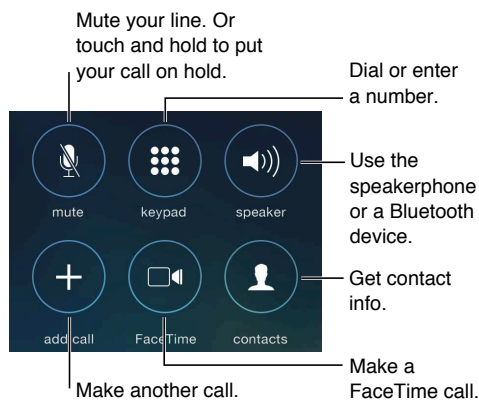 Mute your line. Or
touch and hold to put
your call on hold.
Dial or enter
a number.
mute
keypad
speaker
Use the
speakerphone
or a Bluetooth
device.
Get contact
info.
add call
FaceTime
contacts
Make another call.
Make a
FaceTime call.